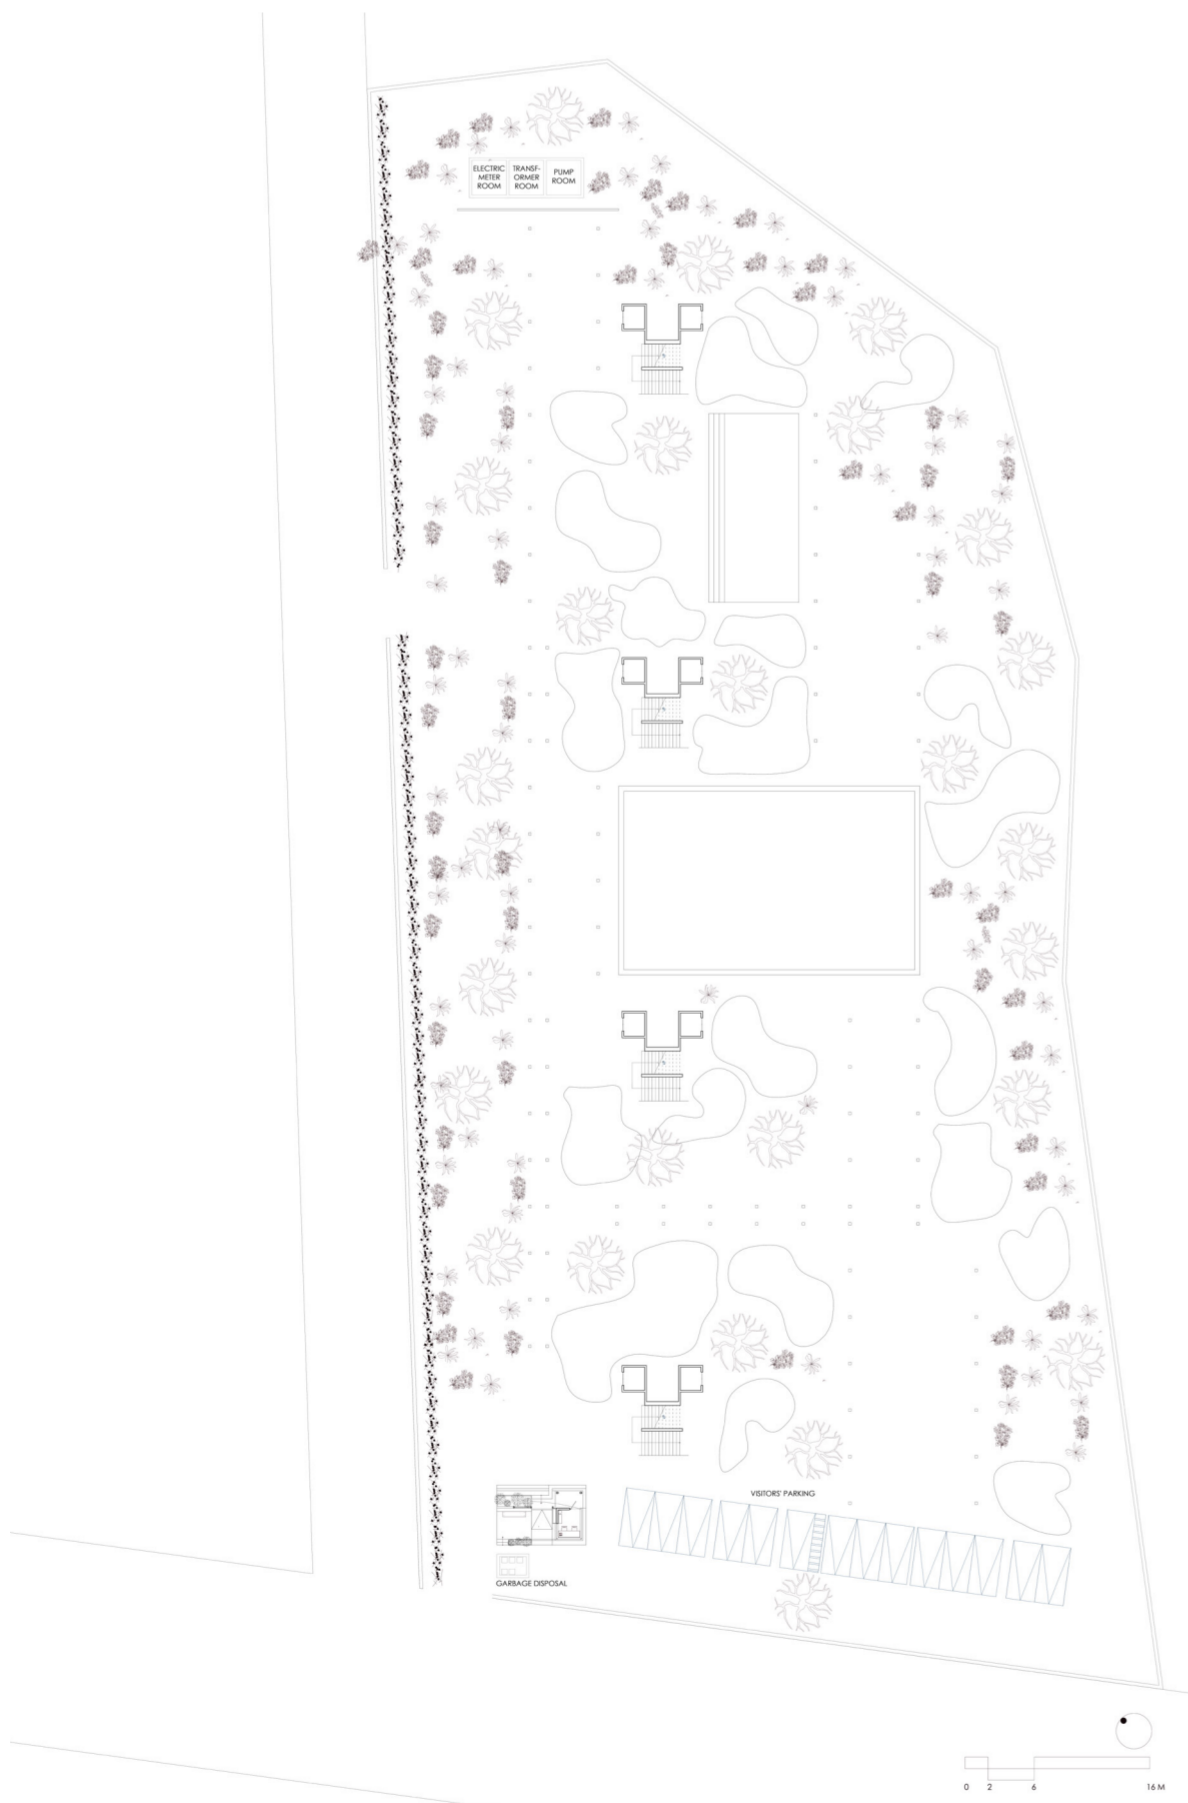 ELECTRIC
METER
ROOM
TRANSF-
ORMER
ROOM
PUMP
ROOM
VISITORS' PARKING
GARBAGE DISPOSAL
0 2 6 16 M